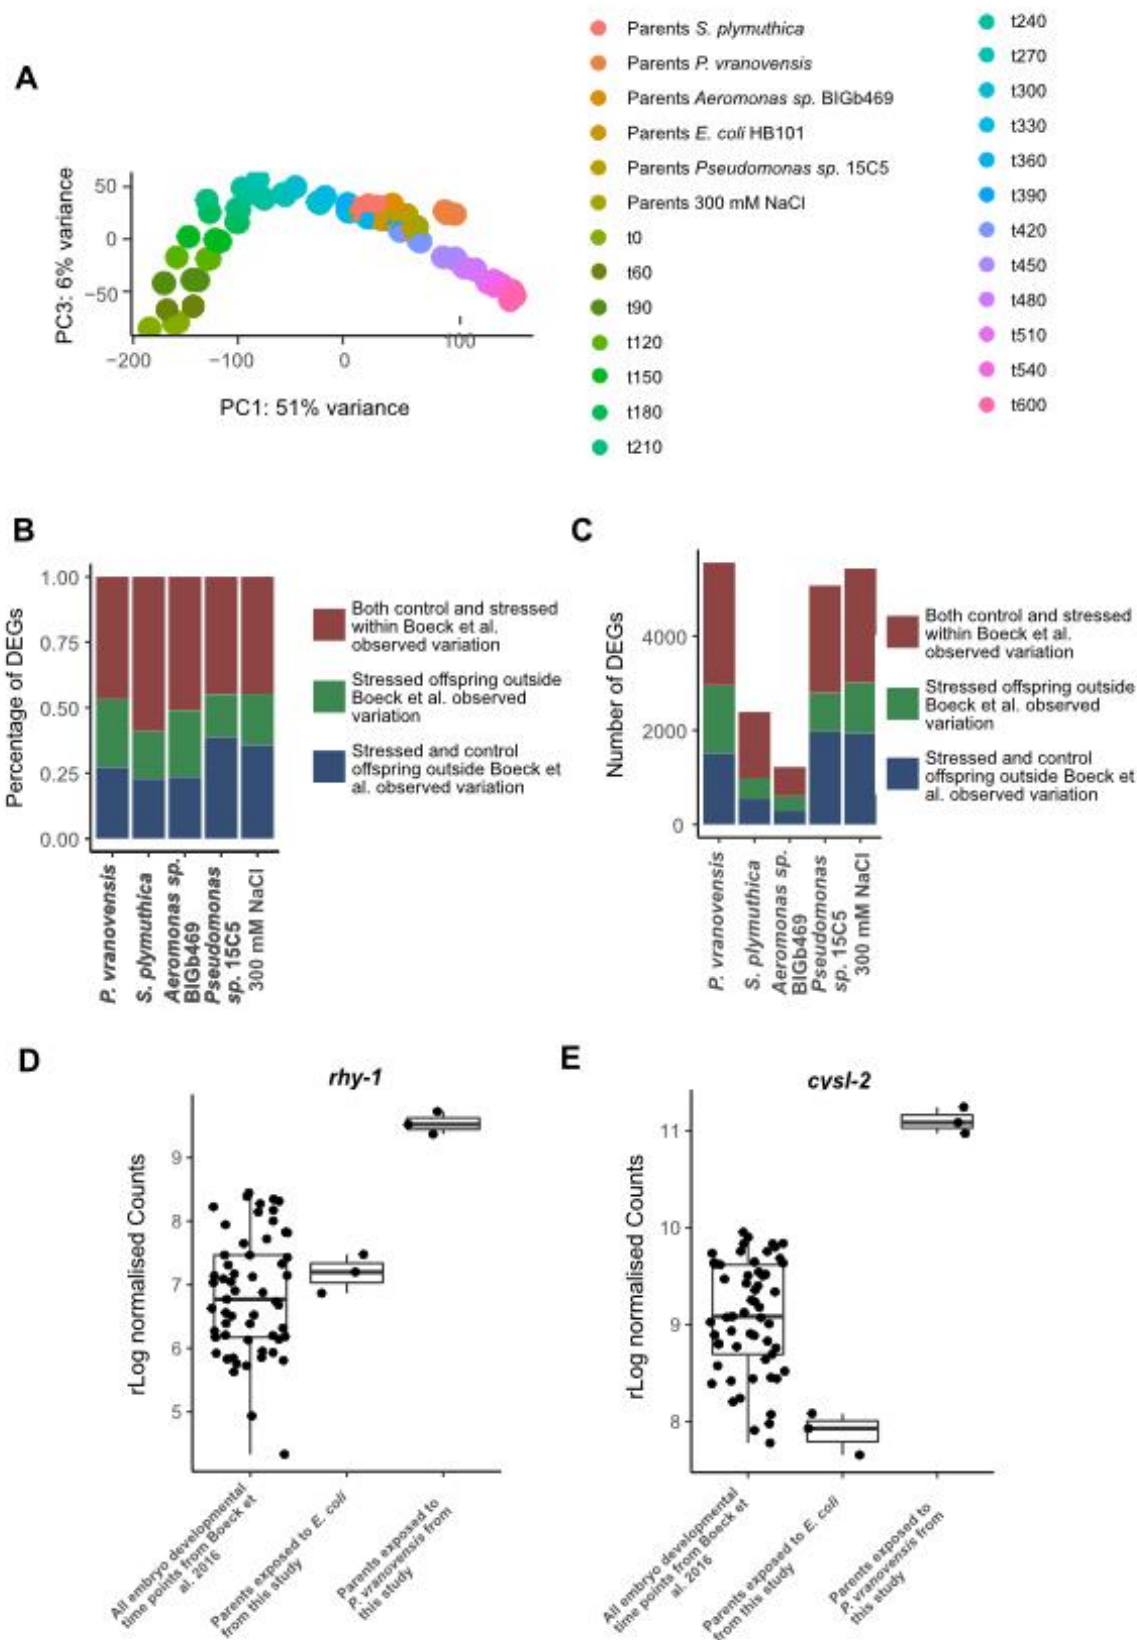 A
50
0
−50
PC3: 6% variance
−200
−100
0
100
PC1: 51% variance
Parents S. plymuthica
Parents P. vranovensis
Parents Aeromonas sp. BIGb469
Parents E. coli HB101
Parents Pseudomonas sp. 15C5
Parents 300 mM NaCl
t0
t60
t90
t120
t150
t180
t210
t240
t270
t300
t330
t360
t390
t420
t450
t480
t510
t540
t600
B
Percentage of DEGs
1.00
0.75
0.50
0.25
0.00
P. vranovensis
S. plymuthica
Aeromonas sp.
BIGb469
Pseudomonas
sp. 15C5
300 mM NaCl
Both control and stressed
within Boeck et al.
observed variation
Stressed offspring outside
Boeck et al. observed
variation
Stressed and control
offspring outside Boeck et
al. observed variation
C
Number of DEGs
4000
2000
0
P. vranovensis
S. plymuthica
Aeromonas sp.
BIGb469
Pseudomonas
sp. 15C5
300 mM NaCl
Both control and stressed
within Boeck et al.
observed variation
Stressed offspring outside
Boeck et al. observed
variation
Stressed and control
offspring outside Boeck et
al. observed variation
D
rhy-1
rLog normalised Counts
9
8
7
6
5
All embryo developmental
time points from Boeck et
al. 2016
Parents exposed to E. coli
from this study
Parents exposed to
P. vranovensis from
this study
E
cysl-2
rLog normalised Counts
11
10
9
8
All embryo developmental
time points from Boeck et
al. 2016
Parents exposed to E. coli
from this study
Parents exposed to
P. vranovensis from
this study